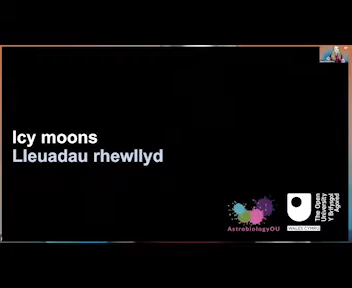 Icy moons
Lleuadau rhewllyd
AstrobiologyOU
The Open
University
Y Brifysgol
Agored
WALES CYMRU